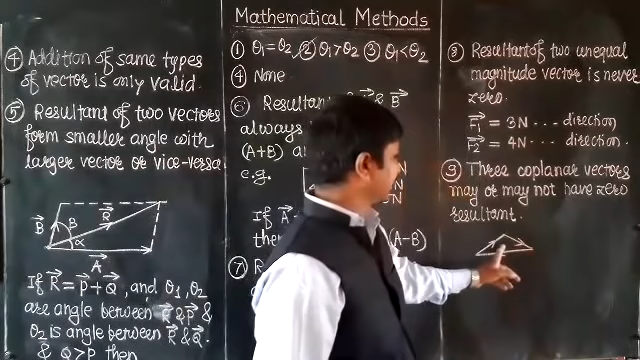 Mathematical Methods
④ Addition of same types
of vector is only valid.
⑤ Resultant of two vectors
form smaller angle with
larger vector or vice-versa.
B⃗ R⃗ B α
A⃗
If R⃗ = P⃗ + Q⃗, and θ₁, θ₂
are angle between R⃗ & P⃗ &
θ₂ is angle between R⃗ & Q⃗.
& Q > P then
① θ₁ = θ₂ ② θ₁ > θ₂ ③ θ₁ < θ₂
④ None
⑥ & B⃗
always
(A+B)
e.g.
N
N
N
If A⃗
(A-B)
⑦
⑧ Resultant of two unequal
magnitude vector is never
zero.
F₁⃗ = 3N ... direction
F₂⃗ = 4N ... direction.
⑨ Three coplanar vectors
may or may not have zero
resultant.